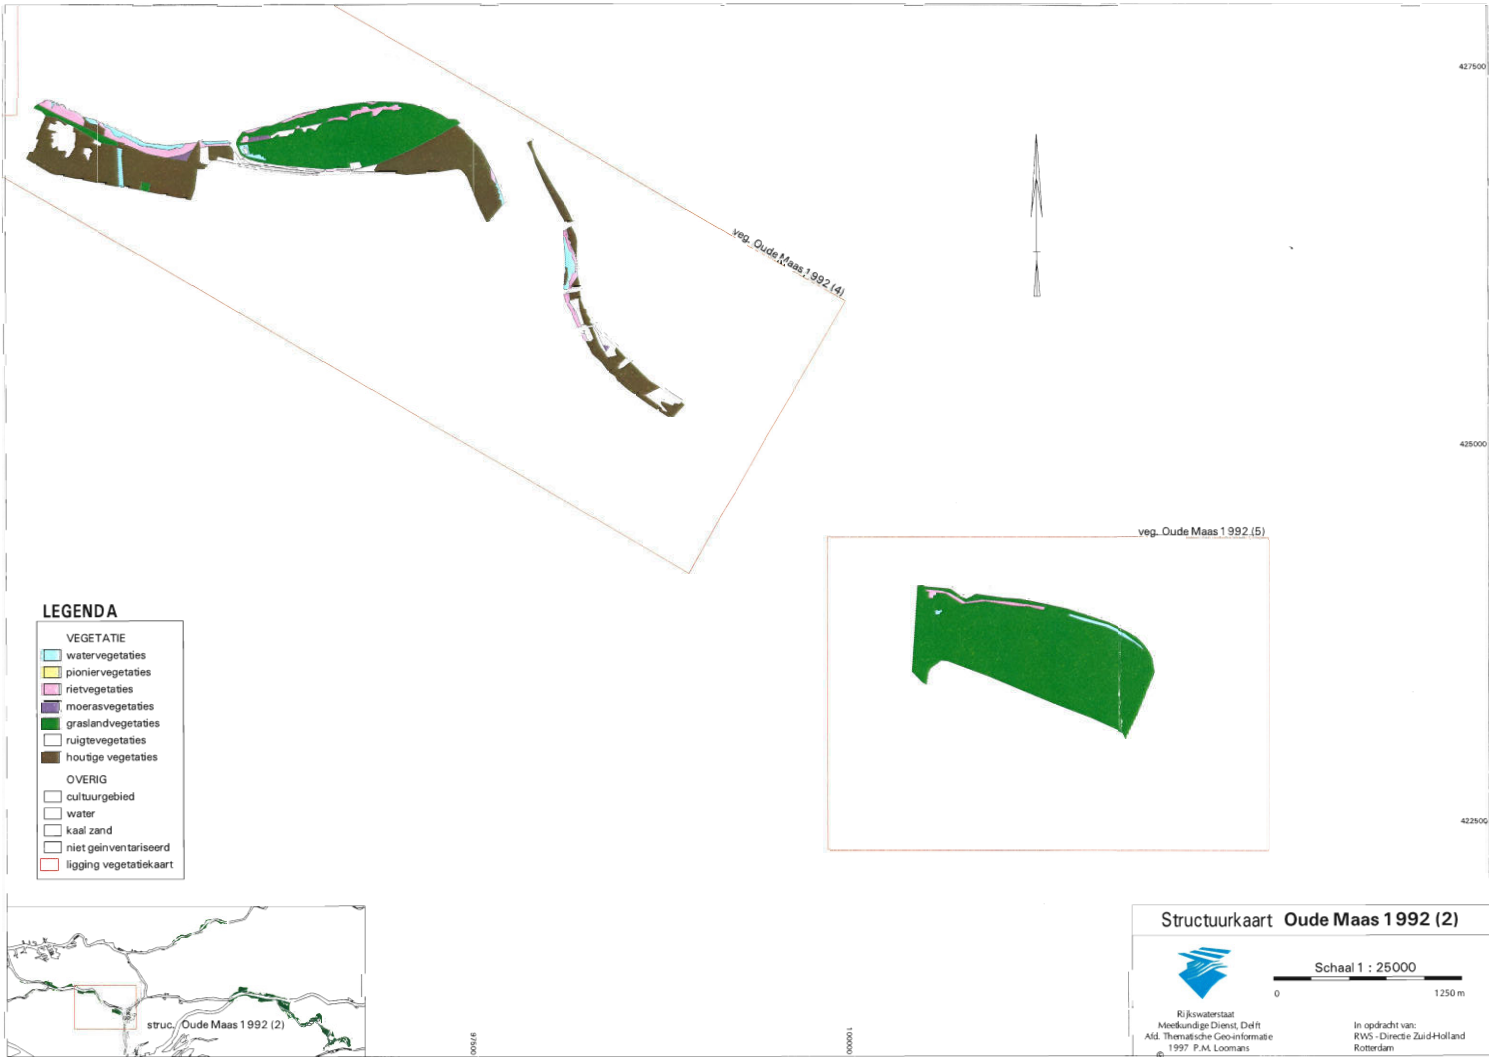 427500
veg. Oude Maas 1992 (4)
425000
veg. Oude Maas 1992 (5)
LEGENDA
VEGETATIE
watervegetaties
pioniervegetaties
rietvegetaties
moerasvegetaties
graslandvegetaties
ruigtevegetaties
houtige vegetaties
OVERIG
cultuurgebied
water
kaal zand
niet geinventariseerd
ligging vegetatiekaart
422500
struc. Oude Maas 1992 (2)
97500
100000
Structuurkaart Oude Maas 1992 (2)
Schaal 1 : 25000
0 1250 m
Rijkswaterstaat
Meetkundige Dienst, Delft
Afd. Thematische Geo-informatie
© 1997 P.M. Loomans
In opdracht van:
RWS - Directie Zuid-Holland
Rotterdam